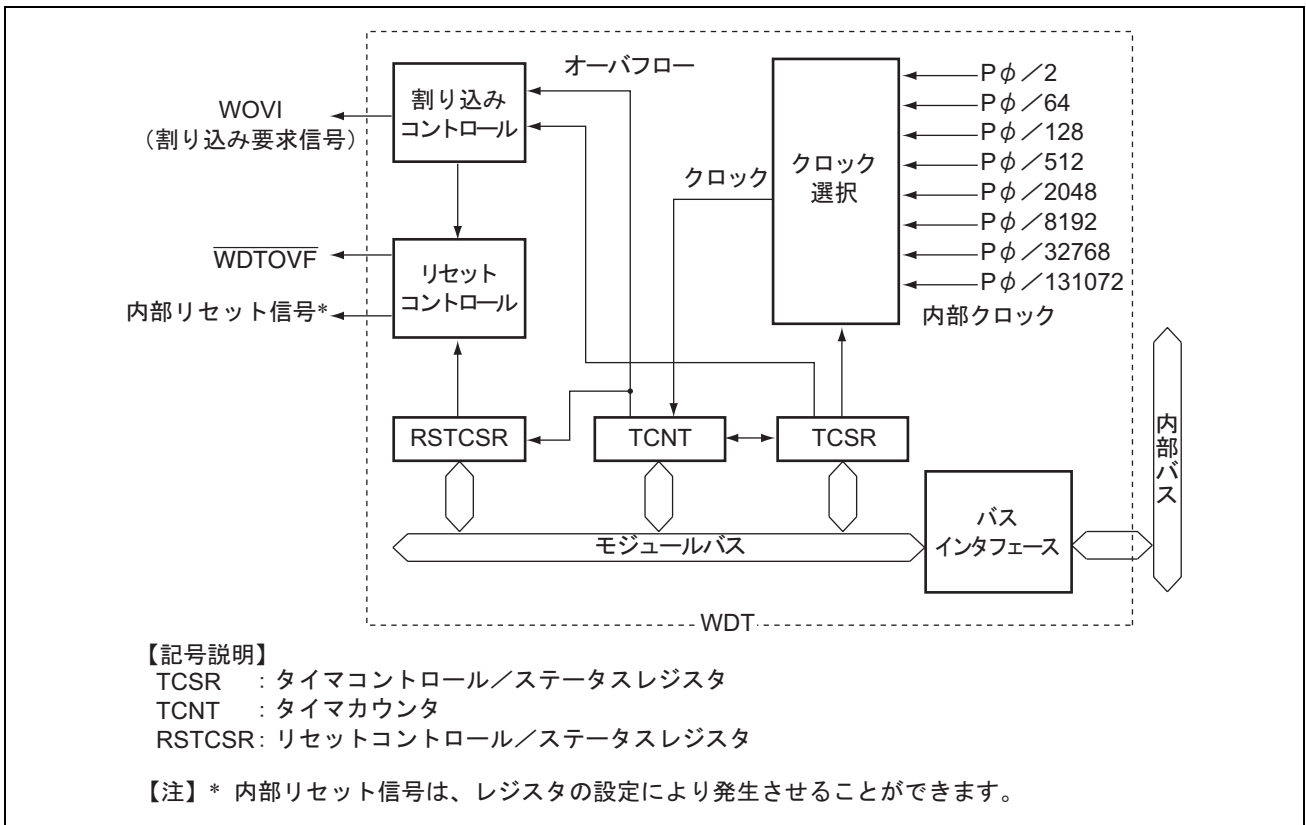 オーバフロー
割り込み
コントロール
WOVI
(割り込み要求信号)
WDTOVF
内部リセット信号*
リセット
コントロール
クロック
クロック
選択
Pφ/2
Pφ/64
Pφ/128
Pφ/512
Pφ/2048
Pφ/8192
Pφ/32768
Pφ/131072
内部クロック
RSTCSR
TCNT
TCSR
モジュールバス
バス
インタフェース
内部バス
WDT
【記号説明】
TCSR : タイマコントロール/ステータスレジスタ
TCNT : タイマカウンタ
RSTCSR : リセットコントロール/ステータスレジスタ
【注】* 内部リセット信号は、レジスタの設定により発生させることができます。